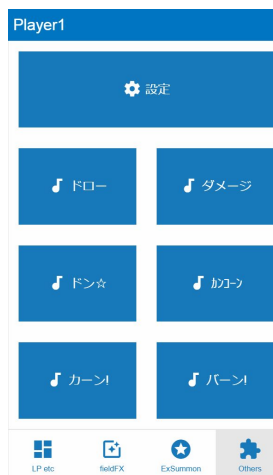 Player1
設定
ドロー
ダメージ
ドン☆
ｶﾝｺｰﾝ
カーン!
バーン!
LP etc
fieldFX
ExSummon
Others